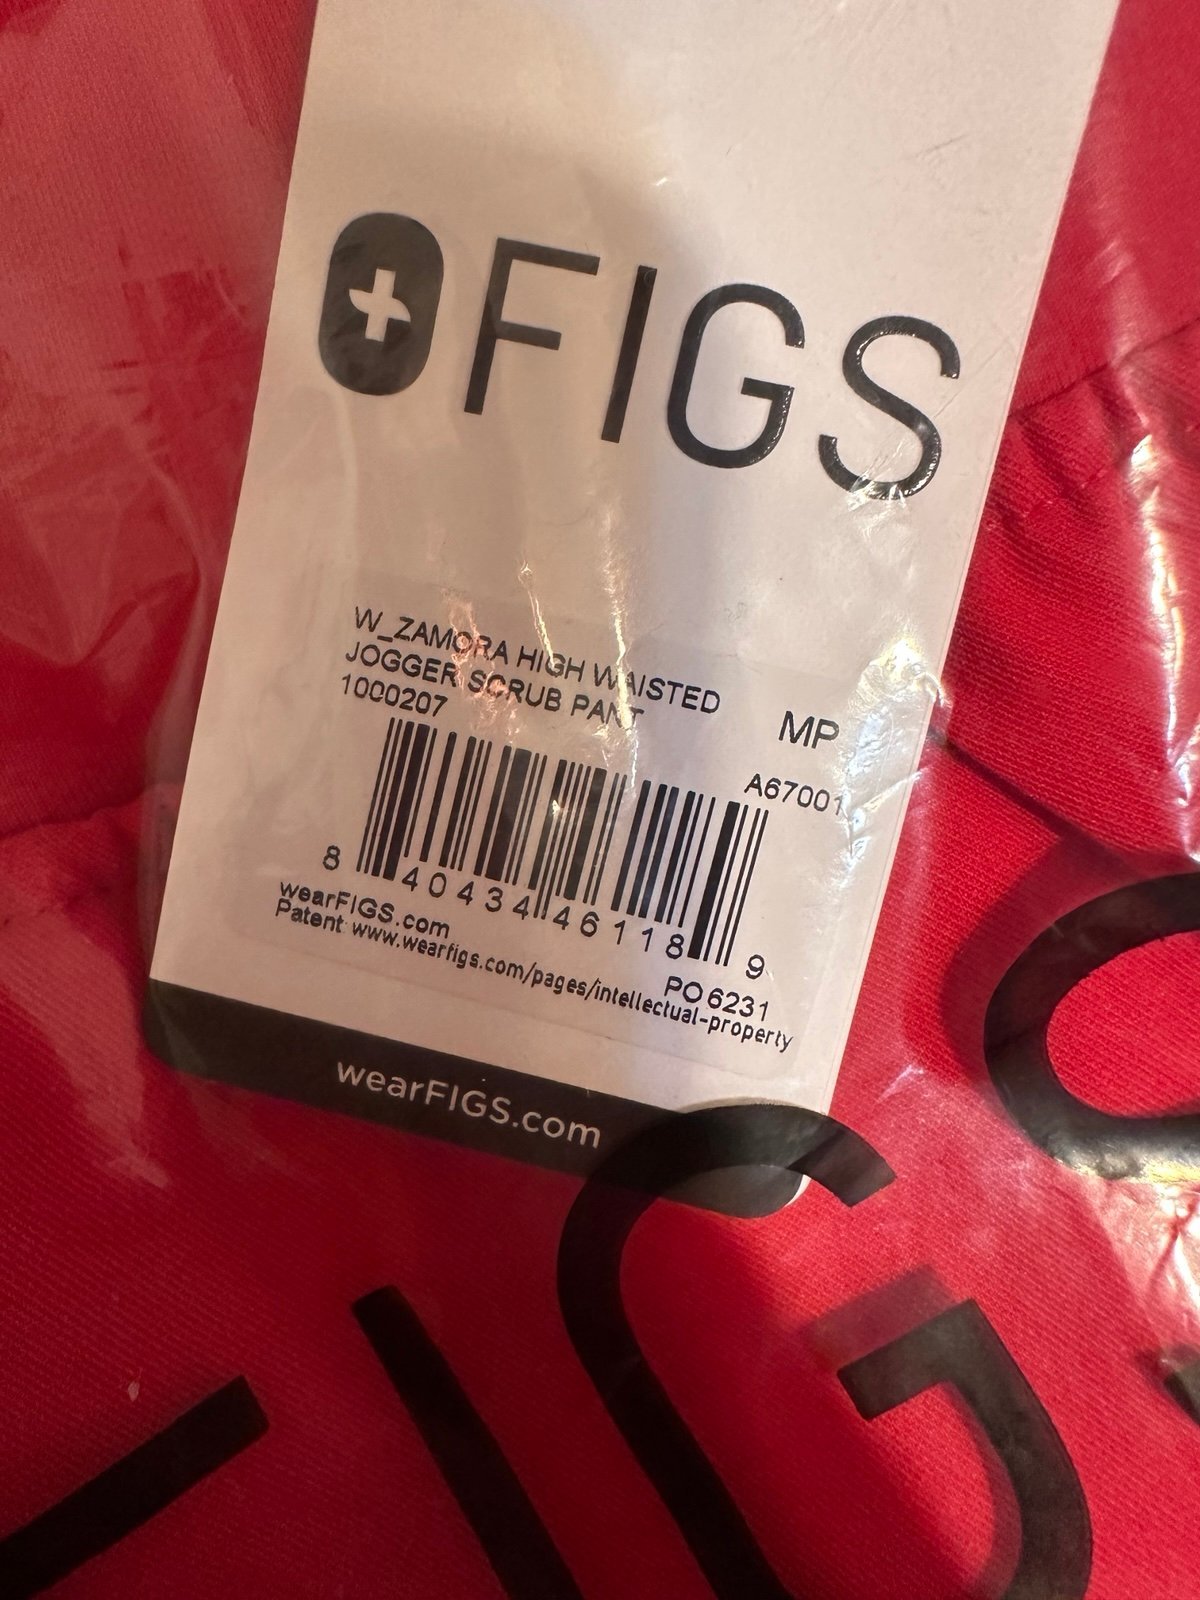 FIGS
W_ZAMORA HIGH WAISTED
JOGGER SCRUB PANT
1000207
MP
A67001
8 40434 46118 9
wearFIGS.com
PO 6231
Patent: www.wearfigs.com/pages/intellectual-property
wearFIGS.com
FIGS